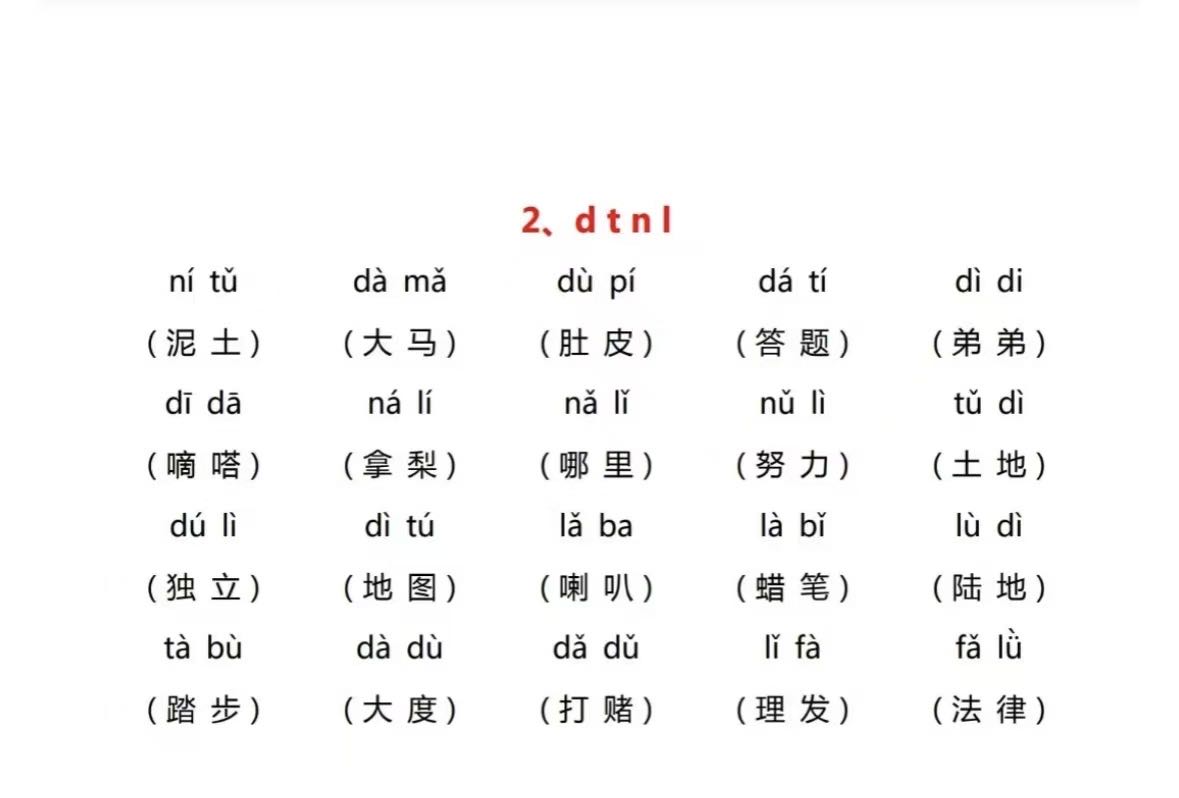 2、d t n l
ní tǔ dà mǎ dù pí dá tí dì di
(泥 土) (大 马) (肚 皮) (答 题) (弟 弟)
dī dā ná lí nǎ lǐ nǔ lì tǔ dì
(嘀 嗒) (拿 梨) (哪 里) (努 力) (土 地)
dú lì dì tú lǎ ba là bǐ lù dì
(独 立) (地 图) (喇 叭) (蜡 笔) (陆 地)
tà bù dà dù dǎ dǔ lǐ fà fǎ lǜ
(踏 步) (大 度) (打 赌) (理 发) (法 律)